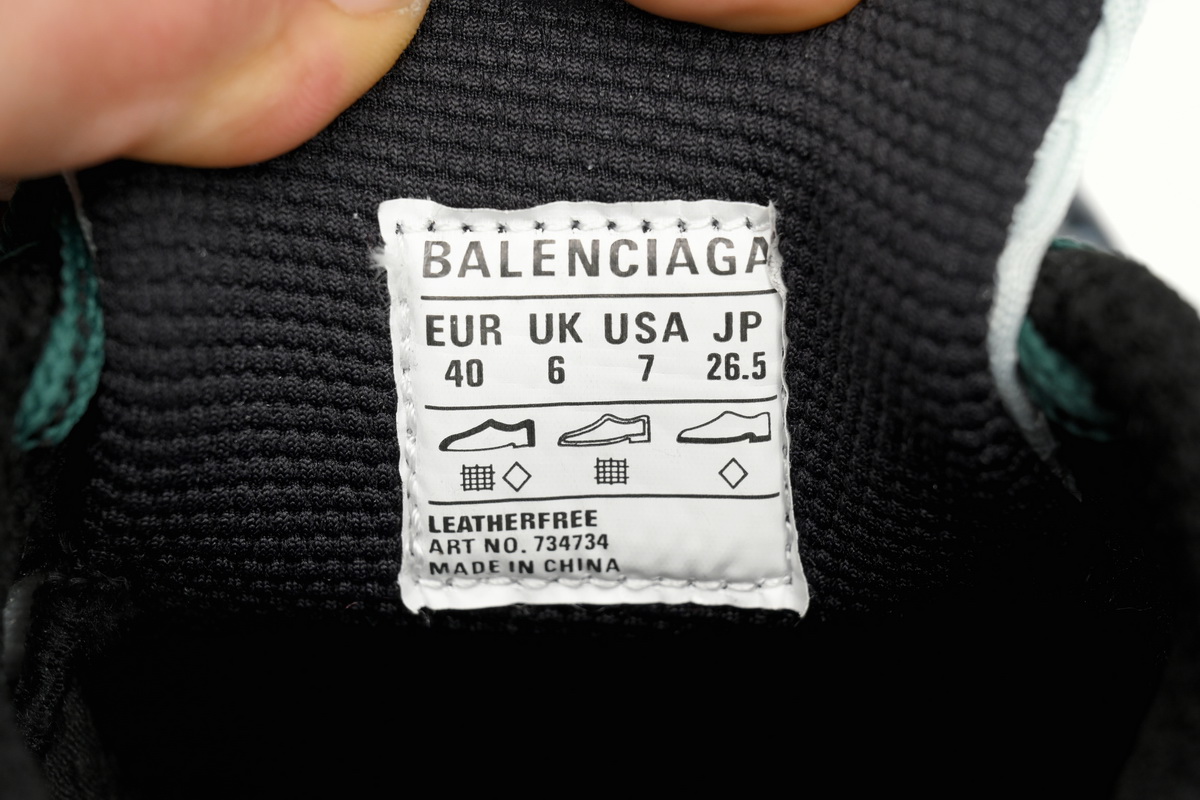 BALENCIAGA
EUR UK USA JP
40 6 7 26.5
LEATHERFREE
ART NO. 734734
MADE IN CHINA